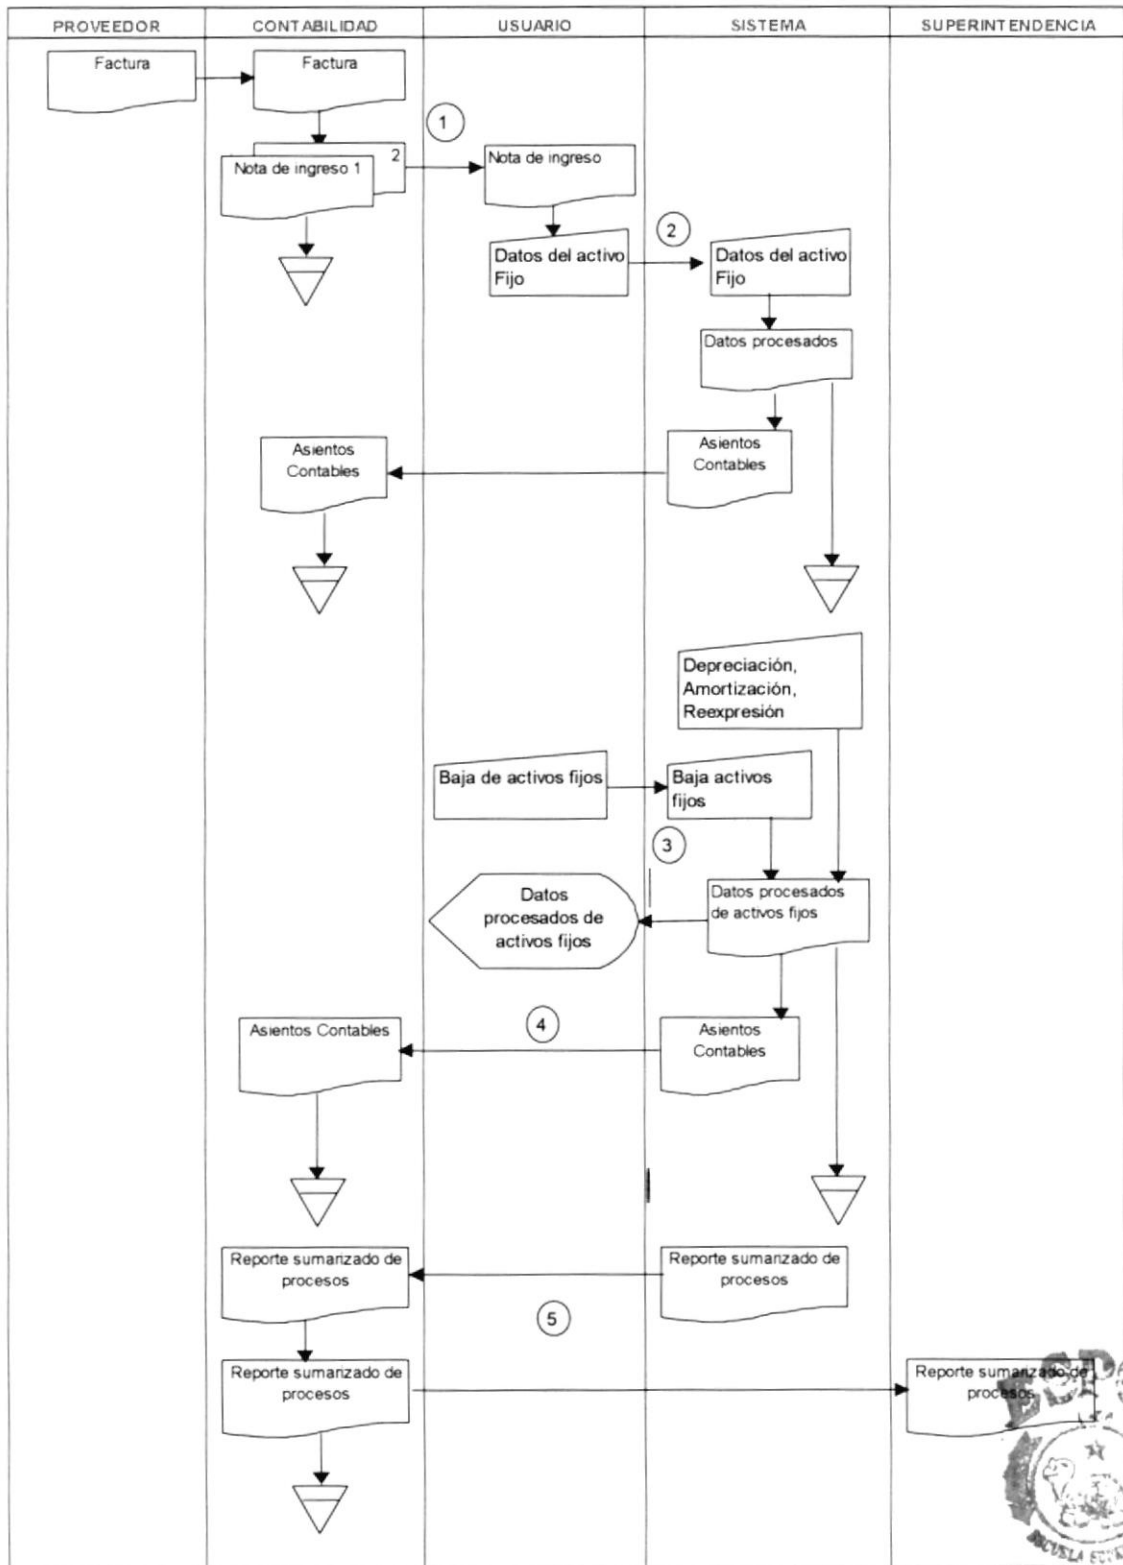 PROVEEDOR
CONTABILIDAD
USUARIO
SISTEMA
SUPERINTENDENCIA
Factura
Factura
1
2
Nota de ingreso 1
Nota de ingreso
2
Datos del activo
Fijo
Datos del activo
Fijo
Datos procesados
Asientos
Contables
Asientos
Contables
Depreciación,
Amortización,
Reexpresión
Baja de activos fijos
Baja activos
fijos
3
Datos
procesados de
activos fijos
Datos procesados
de activos fijos
Asientos Contables
4
Asientos
Contables
Reporte sumarizado de
procesos
Reporte sumarizado de
procesos
5
Reporte sumarizado de
procesos
Reporte sumarizado de
procesos